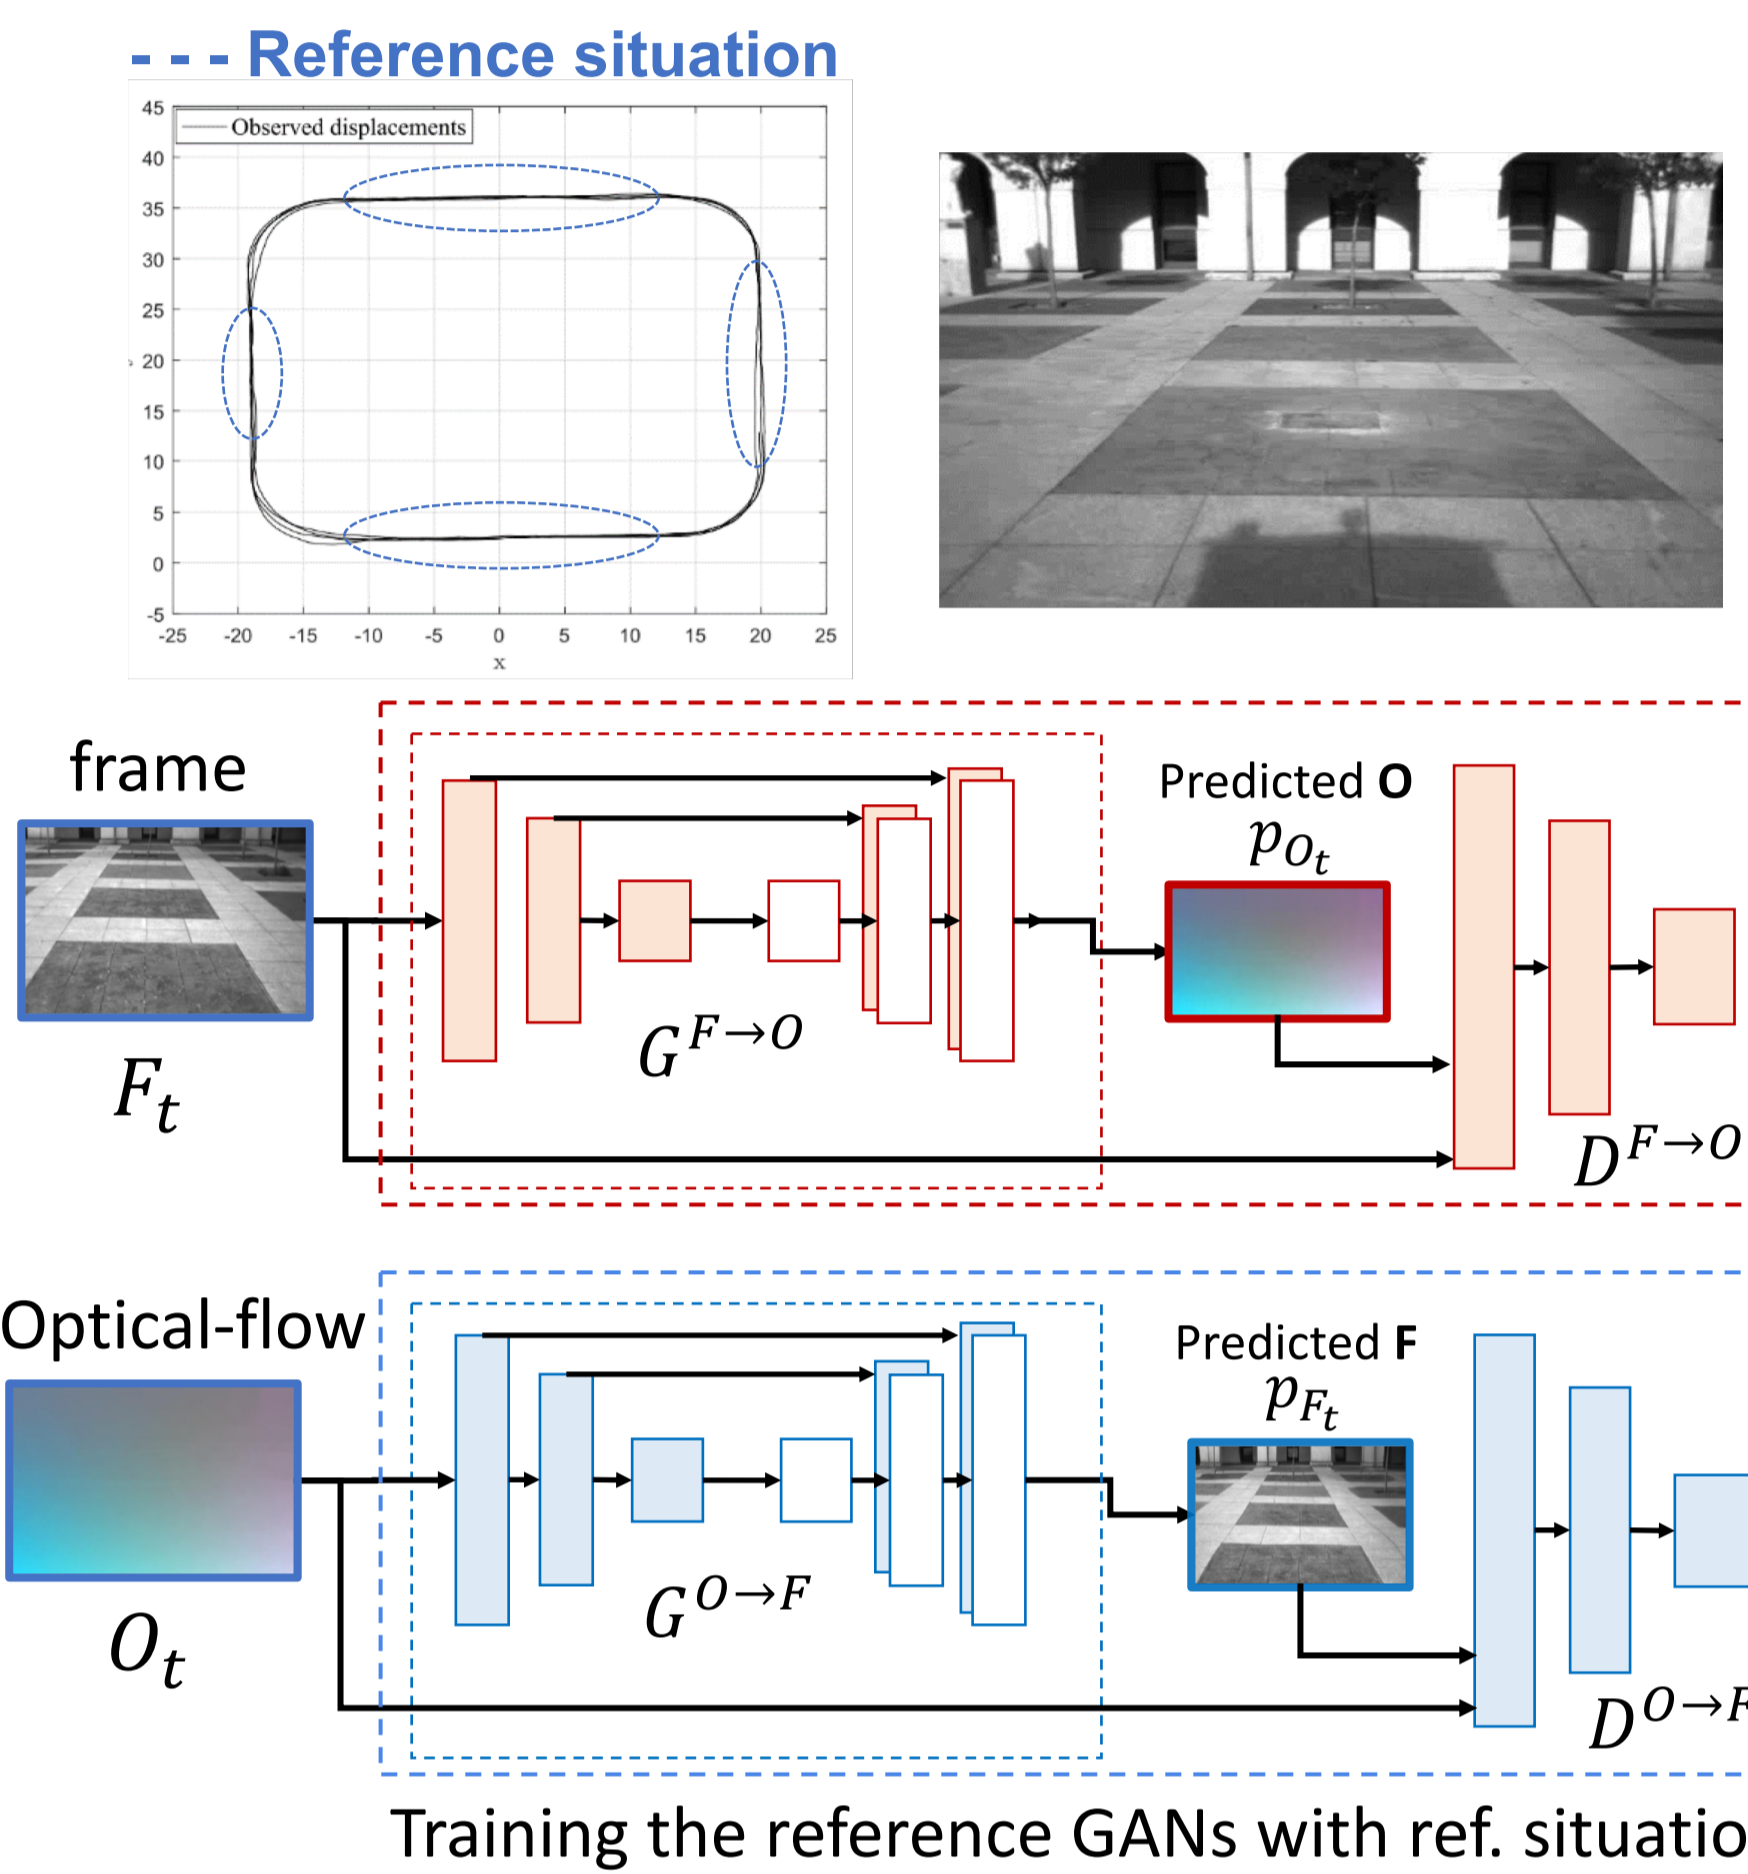 --- Reference situation
Observed displacements
45
40
35
30
25
20
15
10
5
0
-5
-25 -20 -15 -10 -5 0 5 10 15 20 25
x
frame
F_t
G^{F→O}
Predicted O
p_{O_t}
D^{F→O}
Optical-flow
O_t
G^{O→F}
Predicted F
p_{F_t}
D^{O→F}
Training the reference GANs with ref. situatio